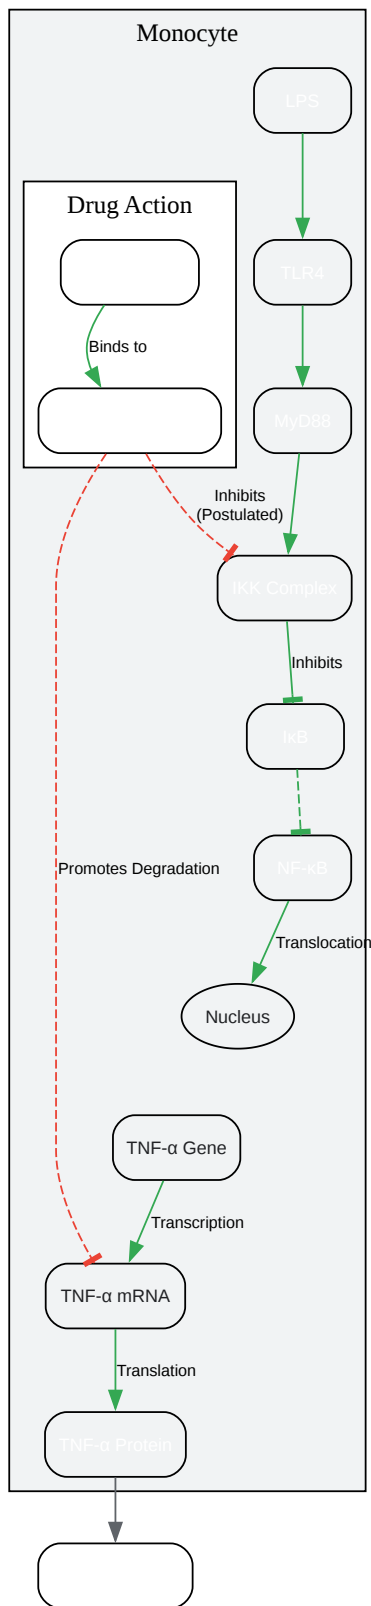 Monocyte
LPS
Drug Action
TLR4
Binds to
MyD88
Inhibits
(Postulated)
IKK Complex
Inhibits
IκB
Promotes Degradation
NF-κB
Translocation
Nucleus
TNF-α Gene
Transcription
TNF-α mRNA
Translation
TNF-α Protein